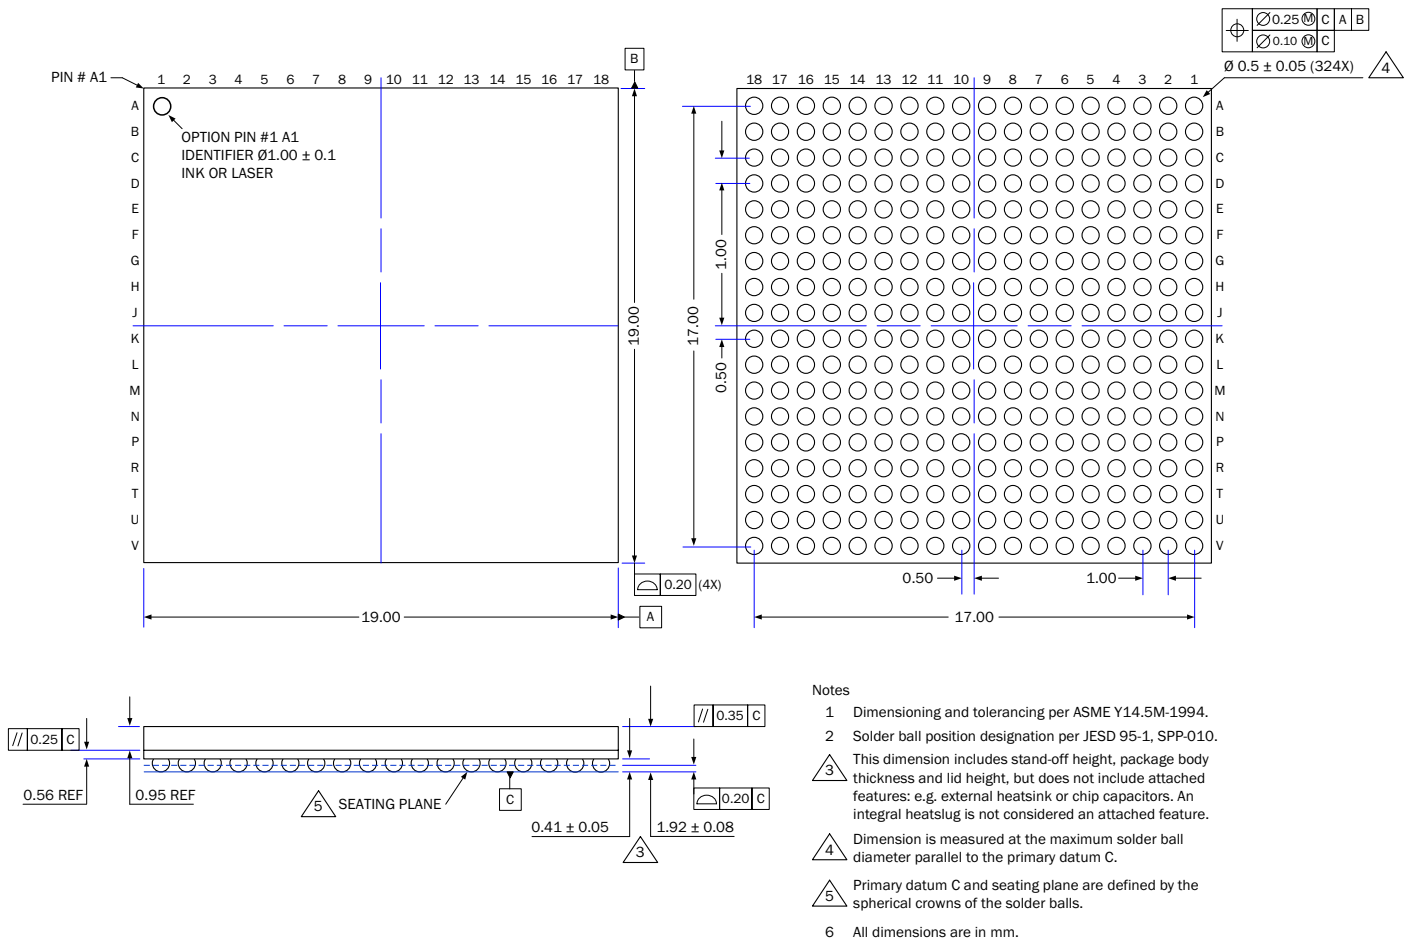 PIN # A1
1 2 3 4 5 6 7 8 9 10 11 12 13 14 15 16 17 18
A
B
C
D
E
F
G
H
J
K
L
M
N
P
R
T
U
V
OPTION PIN #1 A1
IDENTIFIER Ø1.00 ± 0.1
INK OR LASER
B
19.00
0.20 (4X)
19.00
A
18 17 16 15 14 13 12 11 10 9 8 7 6 5 4 3 2 1
Ø0.25 Ⓜ C A B
Ø0.10 Ⓜ C
Ø 0.5 ± 0.05 (324X)
4
A
B
C
D
E
F
G
H
J
K
L
M
N
P
R
T
U
V
1.00
17.00
0.50
0.50
1.00
17.00
// 0.25 C
0.56 REF
0.95 REF
5 SEATING PLANE
C
// 0.35 C
0.20 C
0.41 ± 0.05
1.92 ± 0.08
3
Notes
1 Dimensioning and tolerancing per ASME Y14.5M-1994.
2 Solder ball position designation per JESD 95-1, SPP-010.
3 This dimension includes stand-off height, package body
thickness and lid height, but does not include attached
features: e.g. external heatsink or chip capacitors. An
integral heatslug is not considered an attached feature.
4 Dimension is measured at the maximum solder ball
diameter parallel to the primary datum C.
5 Primary datum C and seating plane are defined by the
spherical crowns of the solder balls.
6 All dimensions are in mm.